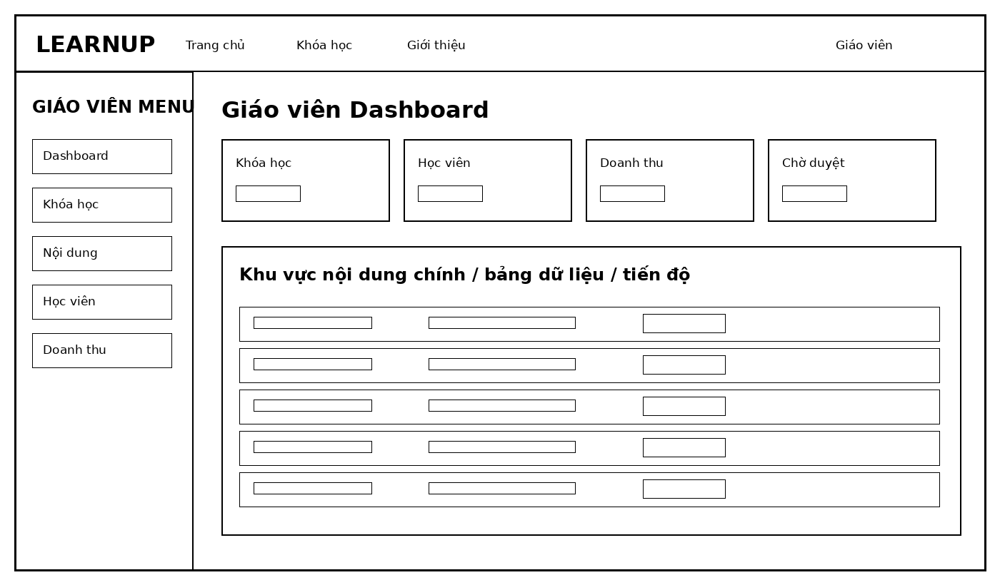 LEARNUP
Trang chủ
Khóa học
Giới thiệu
Giáo viên
GIÁO VIÊN MENU
Dashboard
Khóa học
Nội dung
Học viên
Doanh thu
Giáo viên Dashboard
Khóa học
Học viên
Doanh thu
Chờ duyệt
Khu vực nội dung chính / bảng dữ liệu / tiến độ